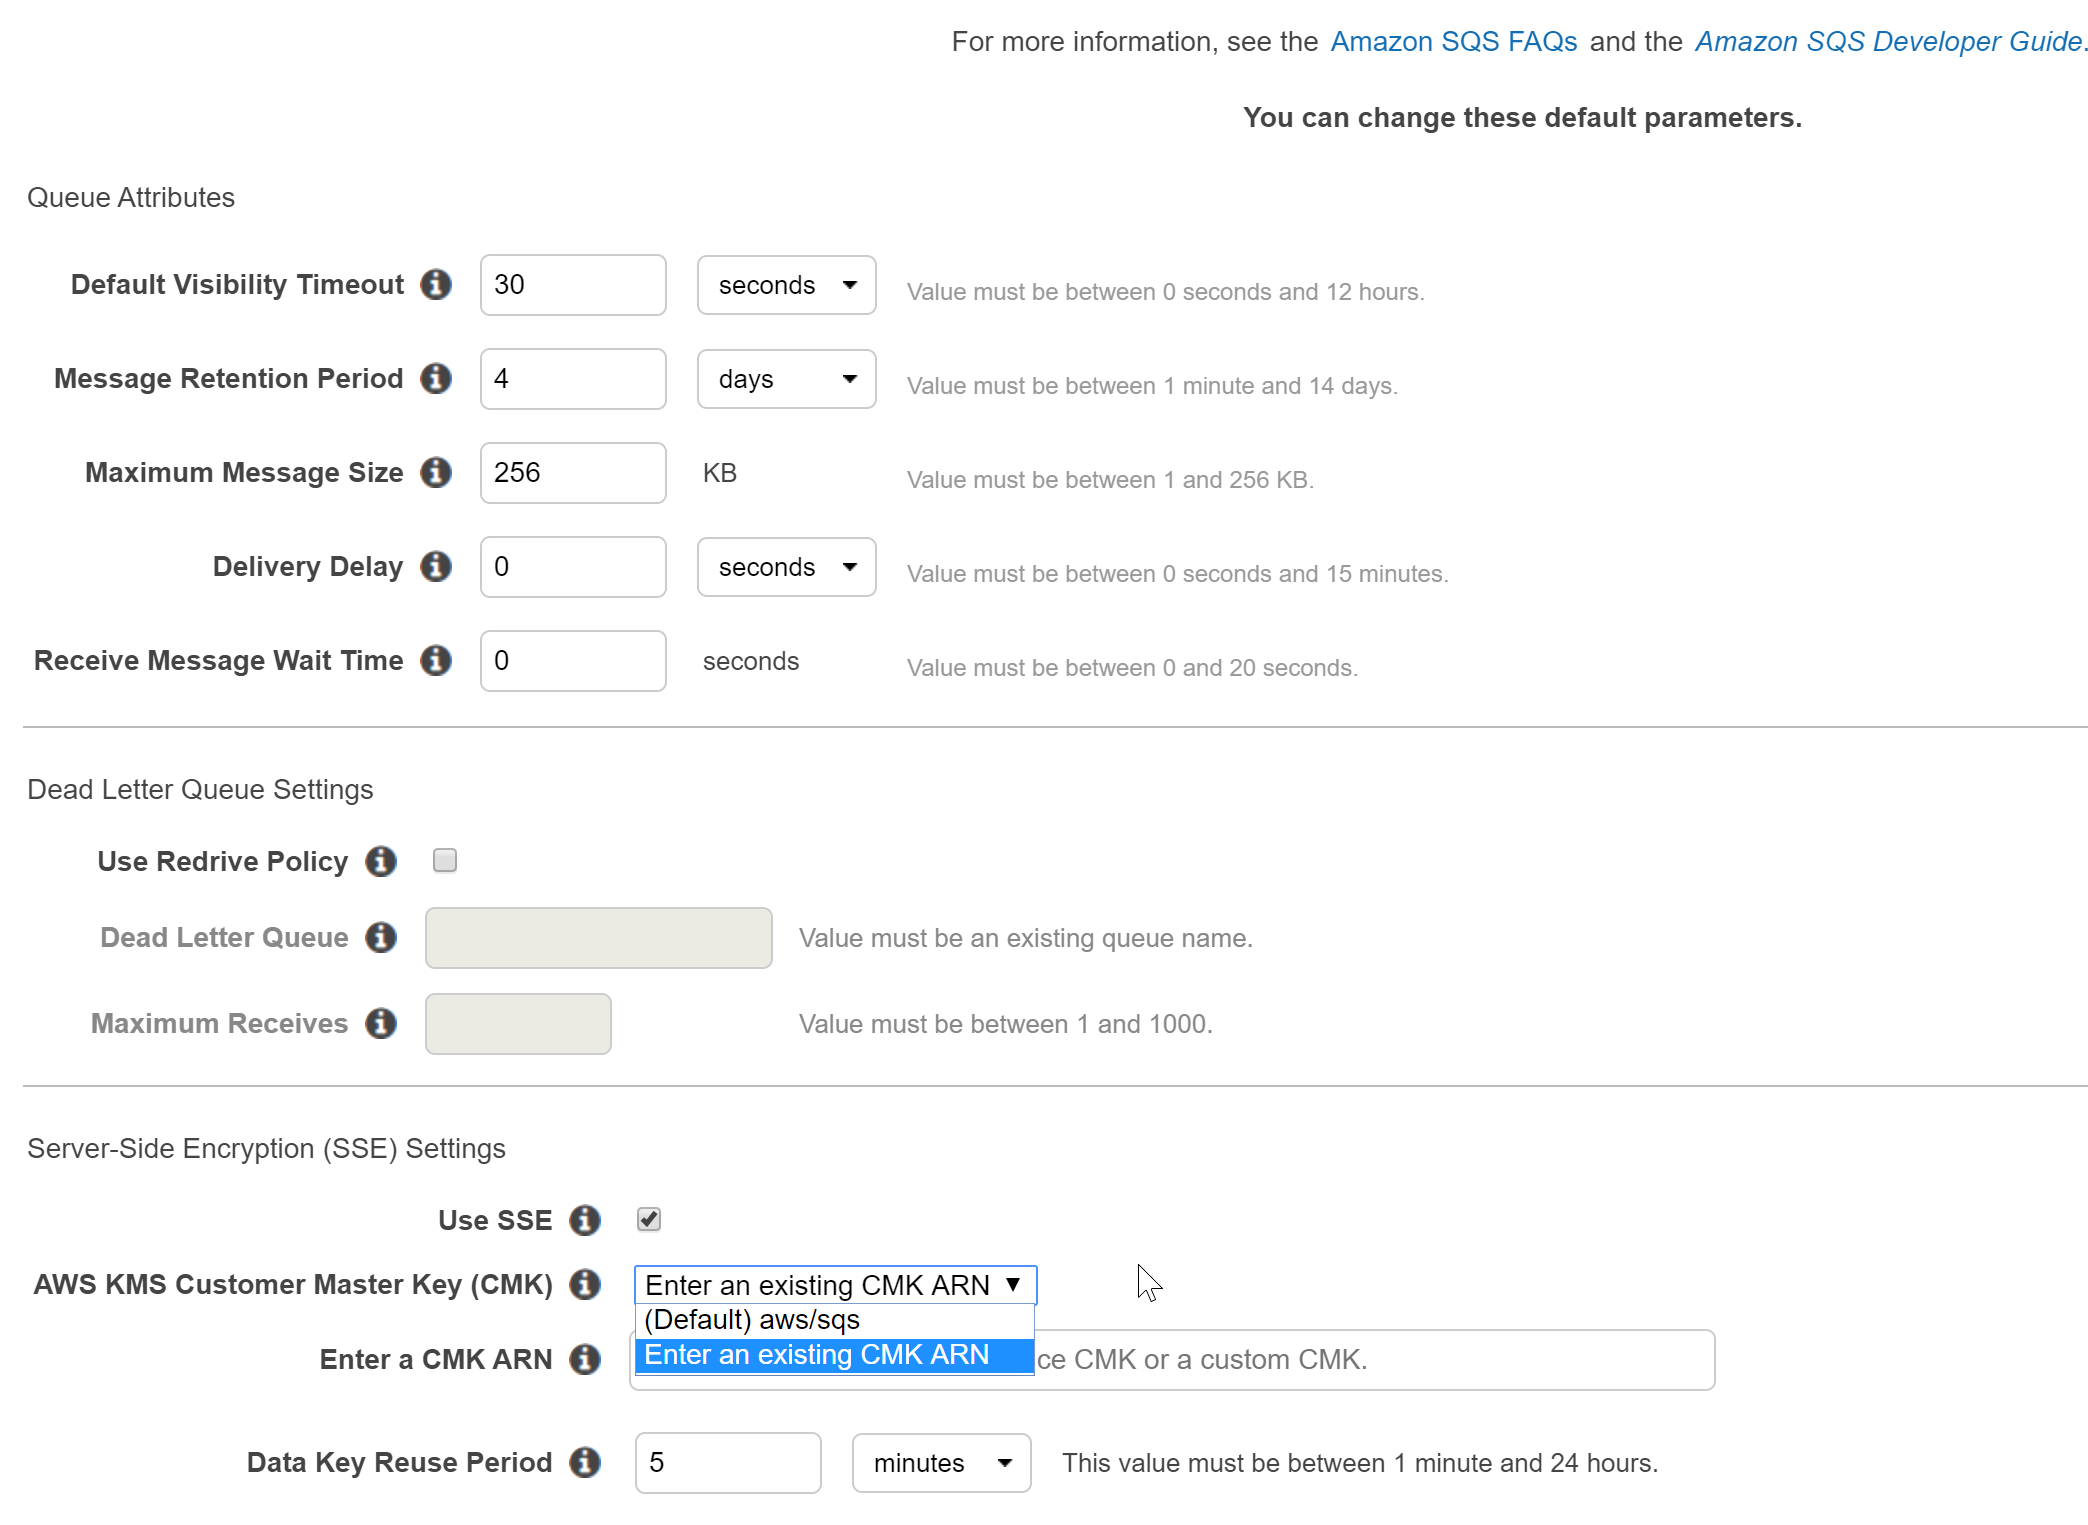 For more information, see the Amazon SQS FAQs and the Amazon SQS Developer Guide.
You can change these default parameters.
Queue Attributes
Default Visibility Timeout 30 seconds Value must be between 0 seconds and 12 hours.
Message Retention Period 4 days Value must be between 1 minute and 14 days.
Maximum Message Size 256 KB Value must be between 1 and 256 KB.
Delivery Delay 0 seconds Value must be between 0 seconds and 15 minutes.
Receive Message Wait Time 0 seconds Value must be between 0 and 20 seconds.
Dead Letter Queue Settings
Use Redrive Policy
Dead Letter Queue Value must be an existing queue name.
Maximum Receives Value must be between 1 and 1000.
Server-Side Encryption (SSE) Settings
Use SSE
AWS KMS Customer Master Key (CMK) Enter an existing CMK ARN
(Default) aws/sqs
Enter a CMK ARN Enter an existing CMK ARN ce CMK or a custom CMK.
Data Key Reuse Period 5 minutes This value must be between 1 minute and 24 hours.